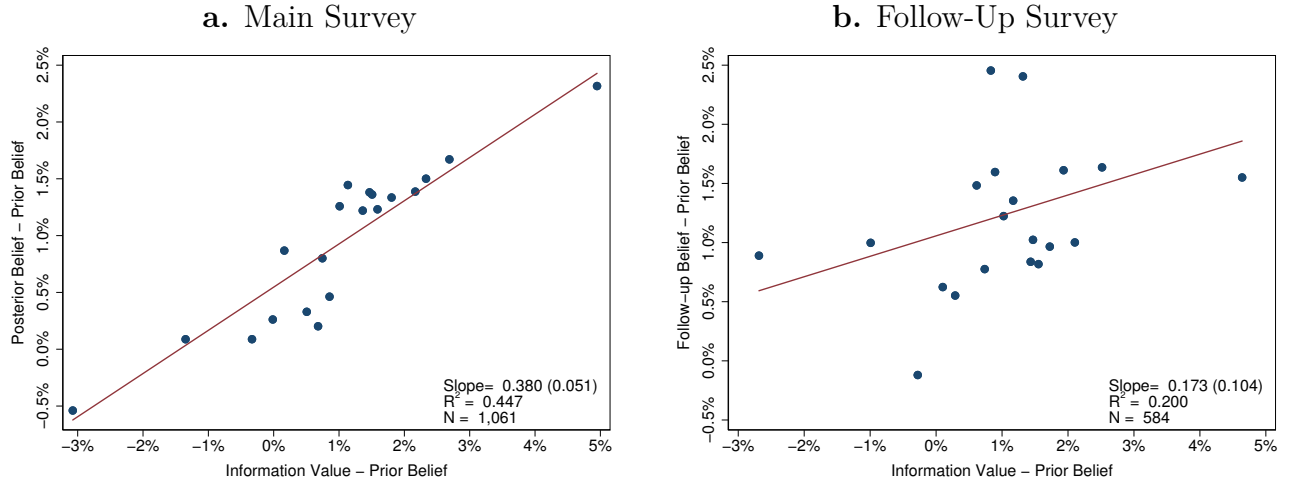 a. Main Survey
Posterior Belief – Prior Belief
2.5%
2.0%
1.5%
1.0%
0.5%
0.0%
−0.5%
Slope= 0.380 (0.051)
R² = 0.447
N = 1,061
−3% −2% −1% 0% 1% 2% 3% 4% 5%
Information Value – Prior Belief
b. Follow-Up Survey
Follow−up Belief – Prior Belief
2.5%
2.0%
1.5%
1.0%
0.5%
0.0%
−0.5%
Slope= 0.173 (0.104)
R² = 0.200
N = 584
−3% −2% −1% 0% 1% 2% 3% 4% 5%
Information Value – Prior Belief